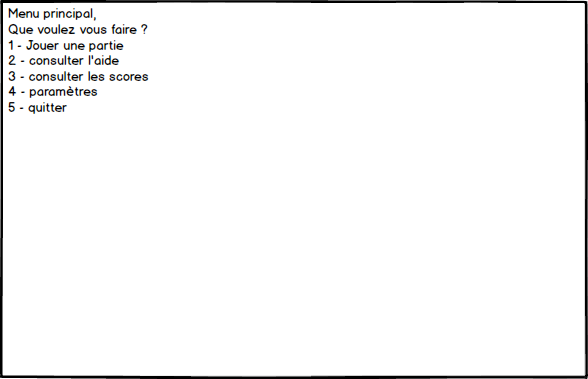 Menu principal,
Que voulez vous faire ?
1 - Jouer une partie
2 - consulter l'aide
3 - consulter les scores
4 - paramètres
5 - quitter